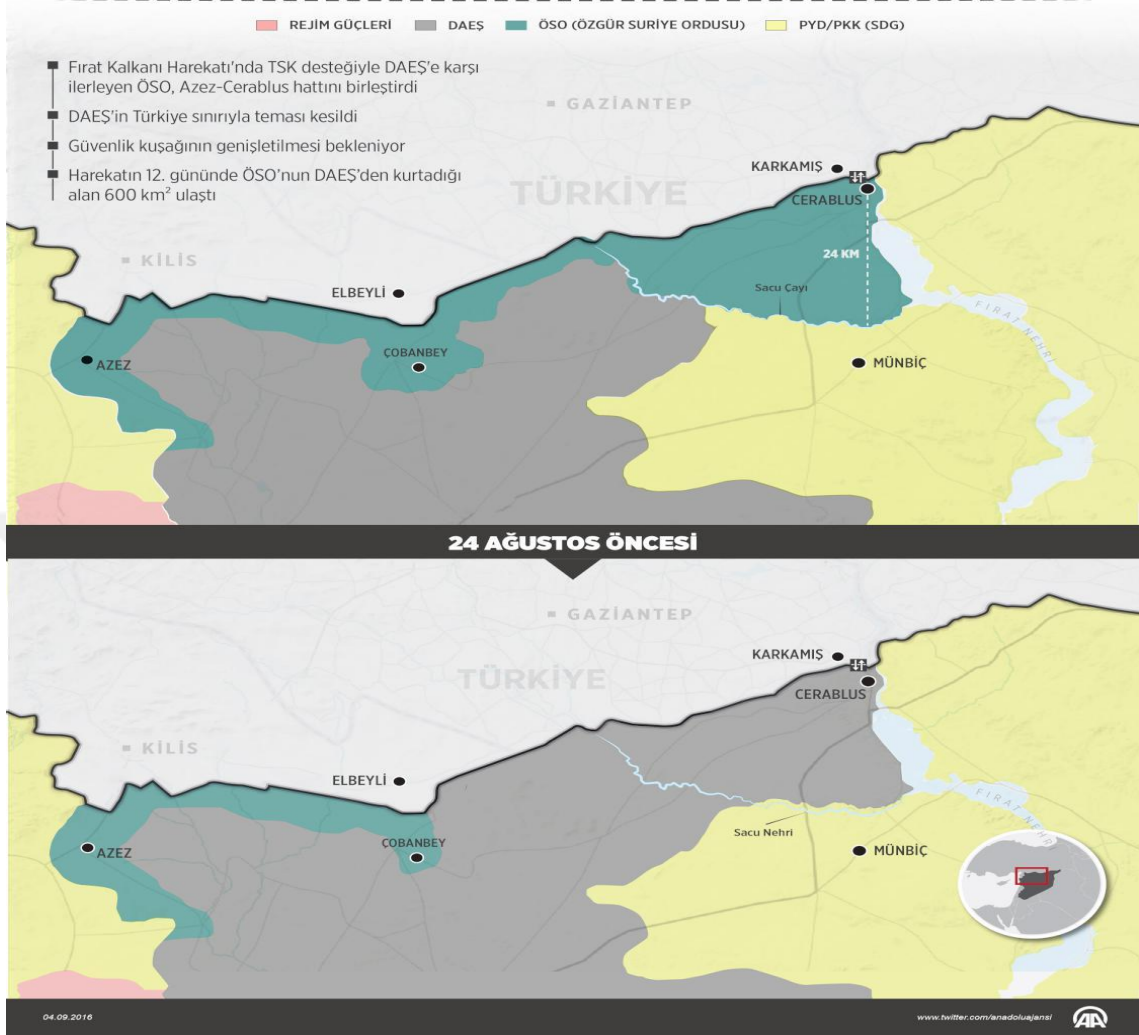 REJİM GÜÇLERİ
DAEŞ
ÖSO (ÖZGÜR SURİYE ORDUSU)
PYD/PKK (SDG)
Fırat Kalkanı Harekatı'nda TSK desteğiyle DAEŞ'e karşı
ilerleyen ÖSO, Azez-Cerablus hattını birleştirdi
DAEŞ'in Türkiye sınırıyla teması kesildi
Güvenlik kuşağının genişletilmesi bekleniyor
Harekatın 12. gününde ÖSO'nun DAEŞ'den kurtadığı
alan 600 km² ulaştı
GAZİANTEP
KARKAMIŞ
TÜRKİYE
CERABLUS
24 KM
KİLİS
ELBEYLİ
Sacu Çayı
FIRAT NEHRİ
ÇOBANBEY
AZEZ
MÜNBİÇ
24 AĞUSTOS ÖNCESİ
GAZİANTEP
KARKAMIŞ
TÜRKİYE
CERABLUS
KİLİS
ELBEYLİ
FIRAT NEHRİ
Sacu Nehri
ÇOBANBEY
AZEZ
MÜNBİÇ
04.09.2016
www.twitter.com/anadoluajansi
AA